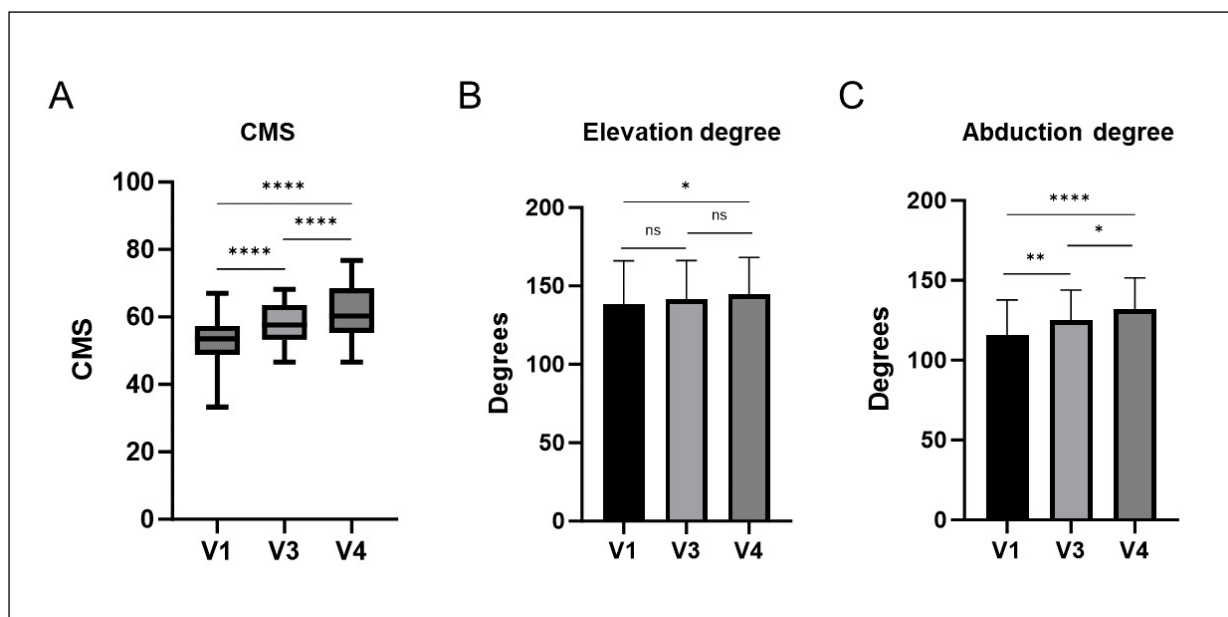 A
CMS
****
****
****
100
80
60
40
20
0
CMS
V1 V3 V4
B
Elevation degree
*
ns
ns
200
150
100
50
0
Degrees
V1 V3 V4
C
Abduction degree
****
*
**
200
150
100
50
0
Degrees
V1 V3 V4